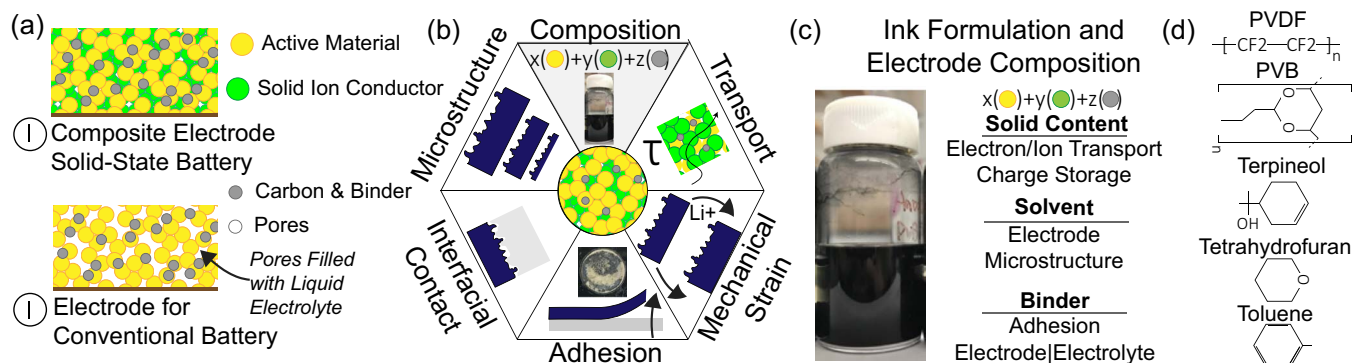 (a)
Active Material
Solid Ion Conductor
I Composite Electrode
Solid-State Battery
Carbon & Binder
Pores
Pores Filled
with Liquid
Electrolyte
I Electrode for
Conventional Battery
(b)
Composition
x( )+y( )+z( )
Transport
τ
Mechanical
Strain
Li+
Adhesion
Interfacial
Contact
Microstructure
(c)
Ink Formulation and
Electrode Composition
x( )+y( )+z( )
Solid Content
Electron/Ion Transport
Charge Storage
Solvent
Electrode
Microstructure
Binder
Adhesion
Electrode|Electrolyte
(d)
PVDF
CF2 CF2 n
PVB
O O
n
Terpineol
OH
Tetrahydrofuran
O
Toluene